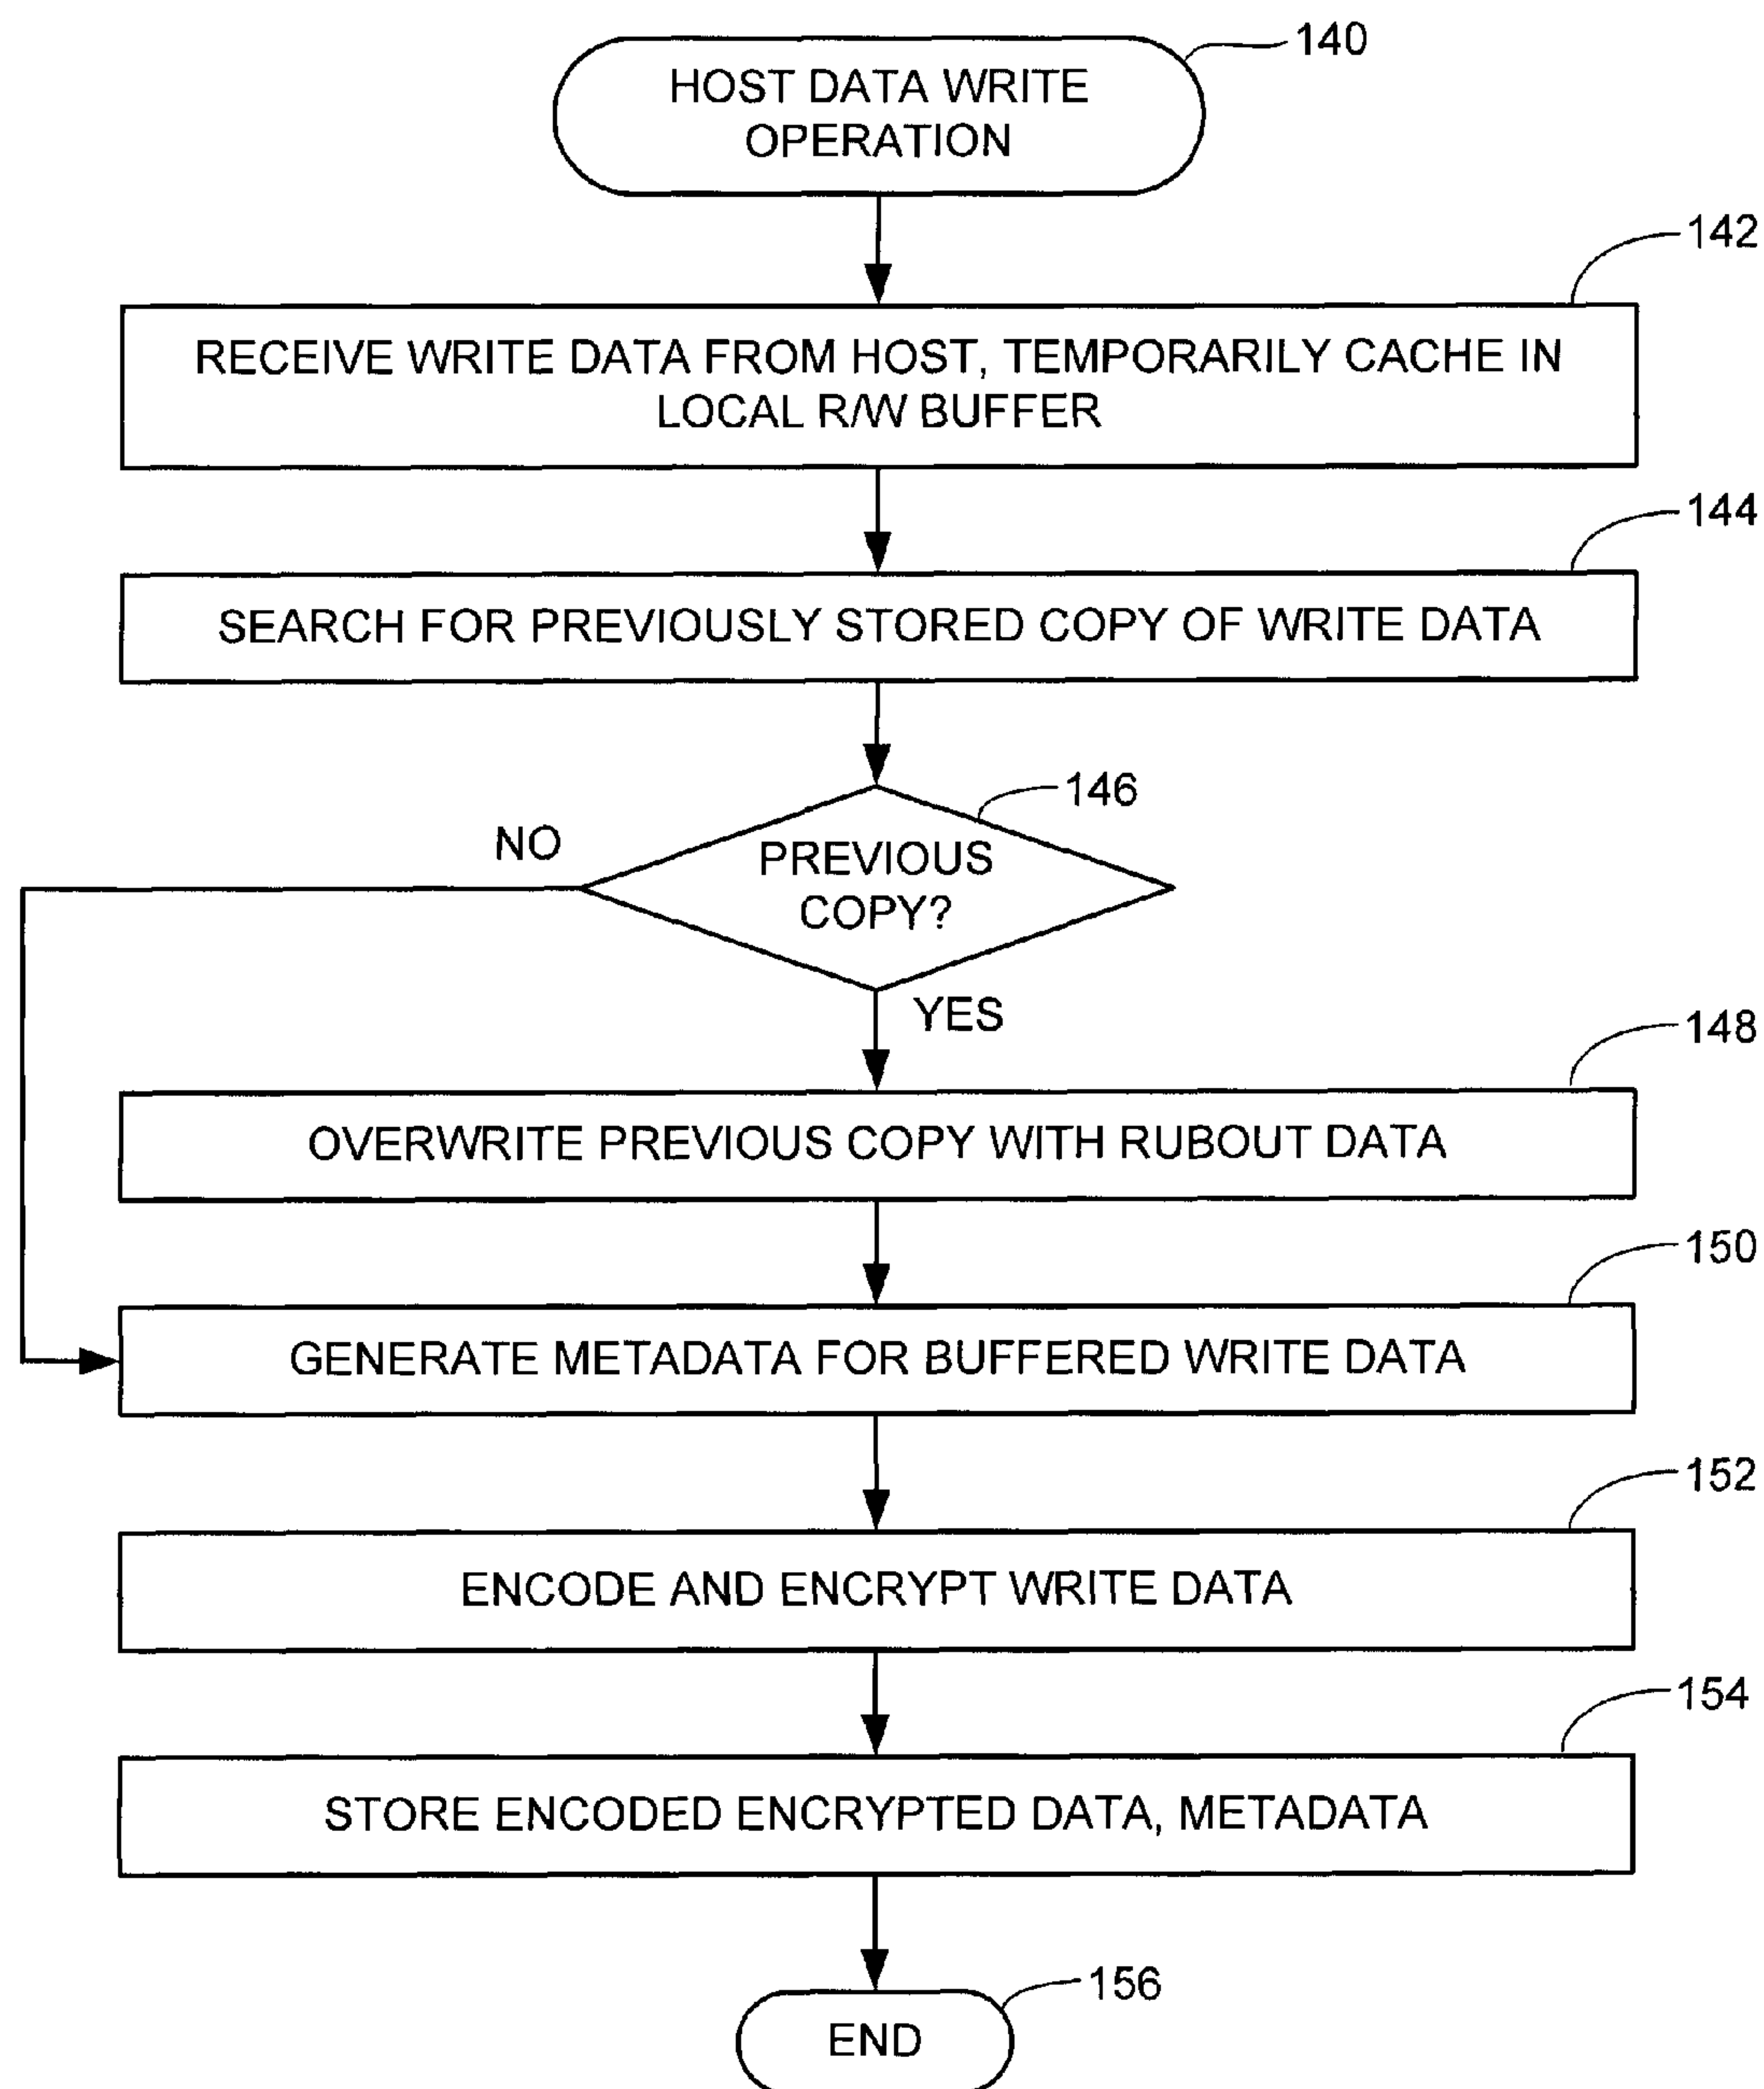 140
HOST DATA WRITE
OPERATION
142
RECEIVE WRITE DATA FROM HOST, TEMPORARILY CACHE IN
LOCAL R/W BUFFER
144
SEARCH FOR PREVIOUSLY STORED COPY OF WRITE DATA
146
NO
PREVIOUS
COPY?
YES
148
OVERWRITE PREVIOUS COPY WITH RUBOUT DATA
150
GENERATE METADATA FOR BUFFERED WRITE DATA
152
ENCODE AND ENCRYPT WRITE DATA
154
STORE ENCODED ENCRYPTED DATA, METADATA
156
END